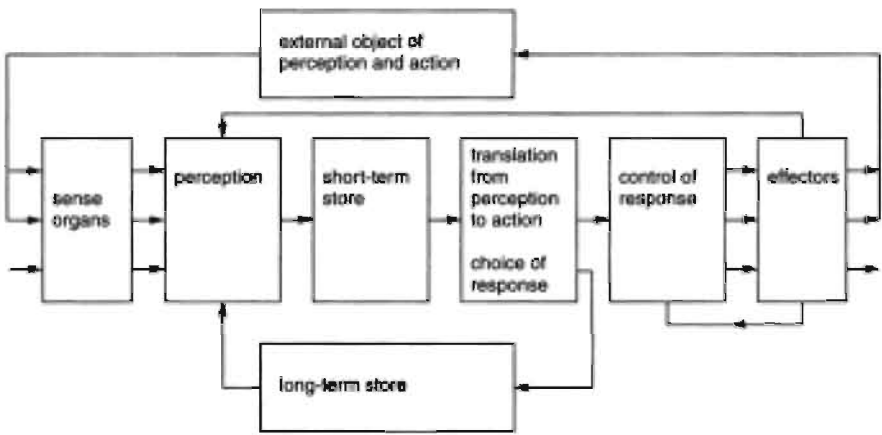 external object of
perception and action
sense
organs
perception
short-term
store
translation
from
perception
to action
choice of
response
control of
response
effectors
long-term store